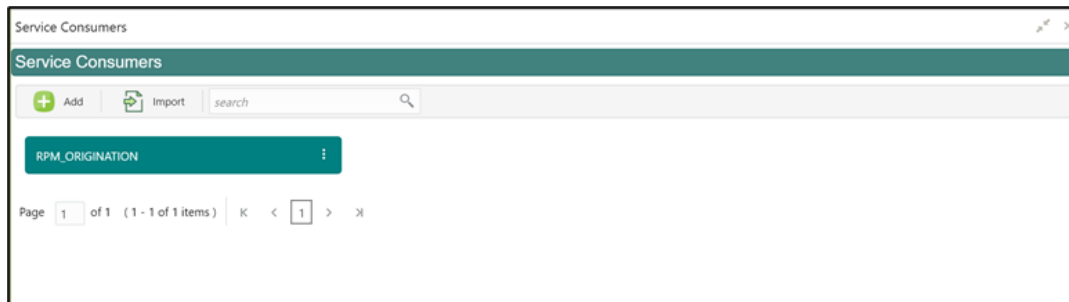 Service Consumers
Service Consumers
Add Import search
RPM_ORIGINATION
Page 1 of 1 ( 1 - 1 of 1 items ) 1